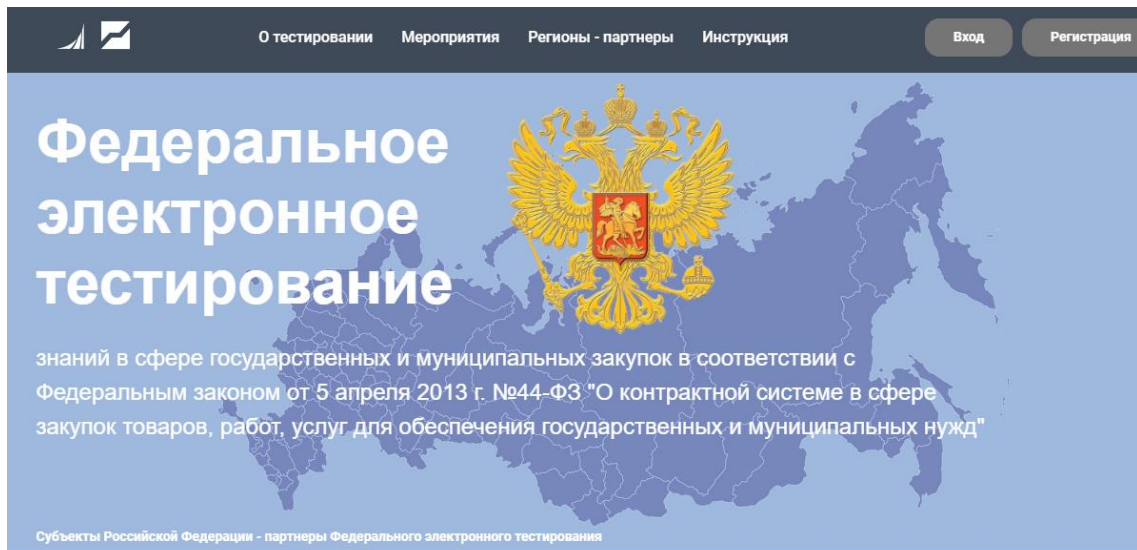 О тестировании Мероприятия Регионы - партнеры Инструкция Вход Регистрация
Федеральное
электронное
тестирование
знаний в сфере государственных и муниципальных закупок в соответствии с
Федеральным законом от 5 апреля 2013 г. №44-ФЗ "О контрактной системе в сфере
закупок товаров, работ, услуг для обеспечения государственных и муниципальных нужд"
Субъекты Российской Федерации - партнеры Федерального электронного тестирования